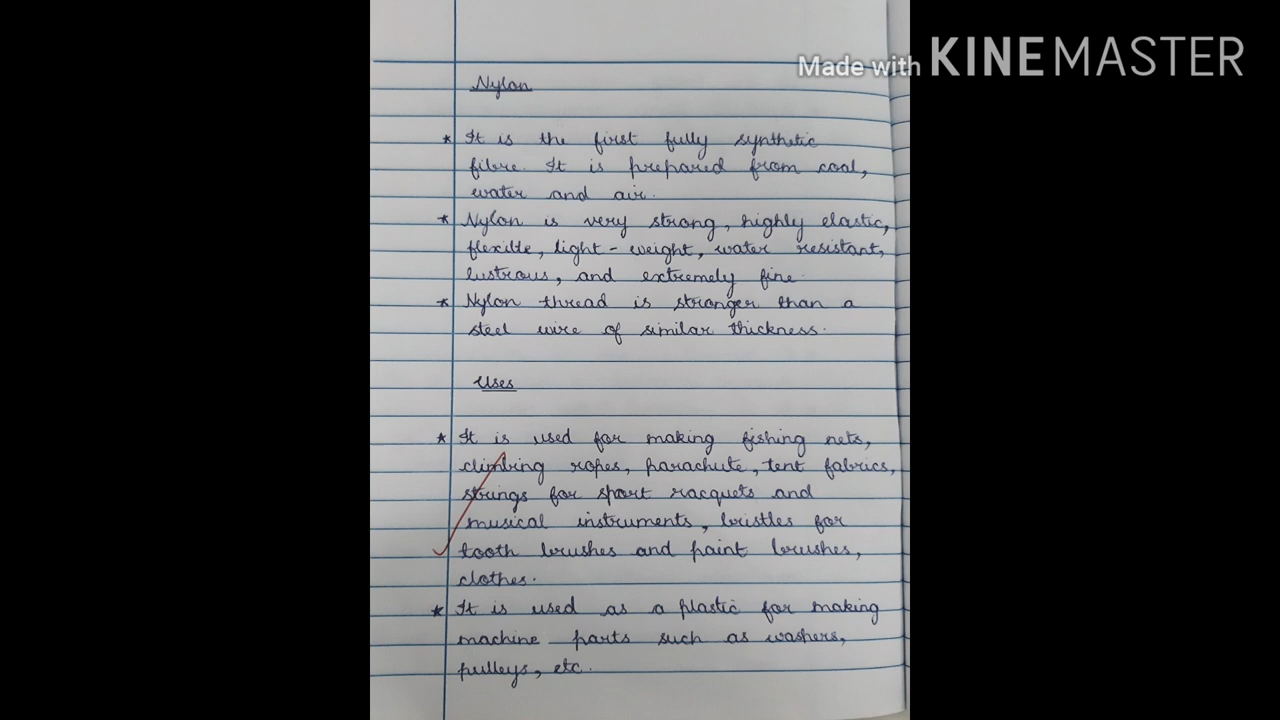 Made with KINEMASTER
Nylon
★ It is the first fully synthetic
fibre. It is prepared from coal,
water and air.
★ Nylon is very strong, highly elastic,
flexible, light - weight, water resistant,
lustrous, and extremely fine
★ Nylon thread is stronger than a
steel wire of similar thickness.
Uses
★ It is used for making fishing nets,
climbing ropes, parachute, tent fabrics,
strings for sport racquets and
musical instruments, bristles for
tooth brushes and paint brushes,
clothes.
★ It is used as a plastic for making
machine parts such as washers,
pulleys, etc.